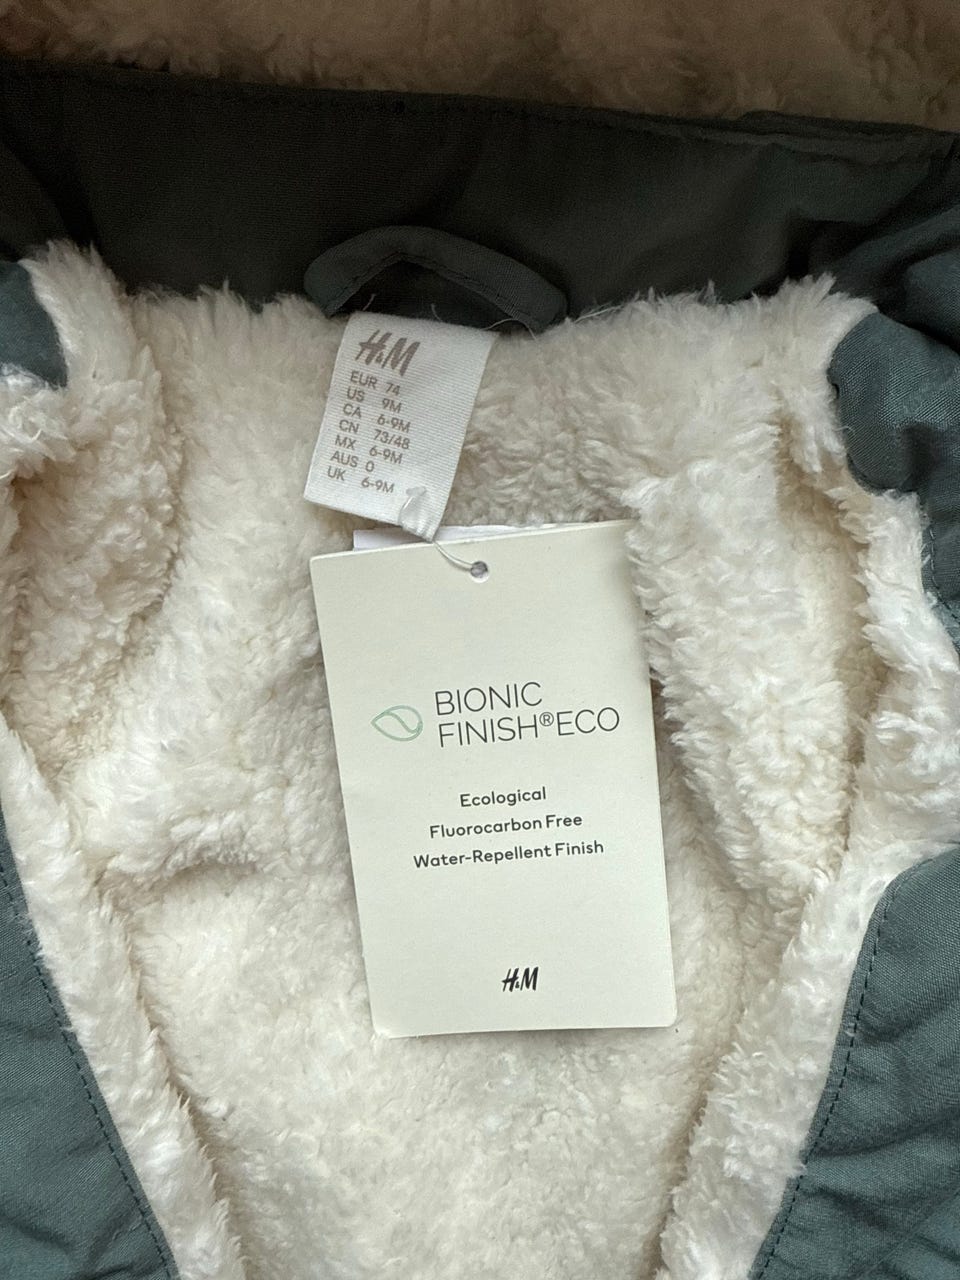 H&M
EUR 74
US 9M
CA 6-9M
CN 73/48
MX 6-9M
AUS 0
UK 6-9M
BIONIC
FINISH®ECO
Ecological
Fluorocarbon Free
Water-Repellent Finish
H&M